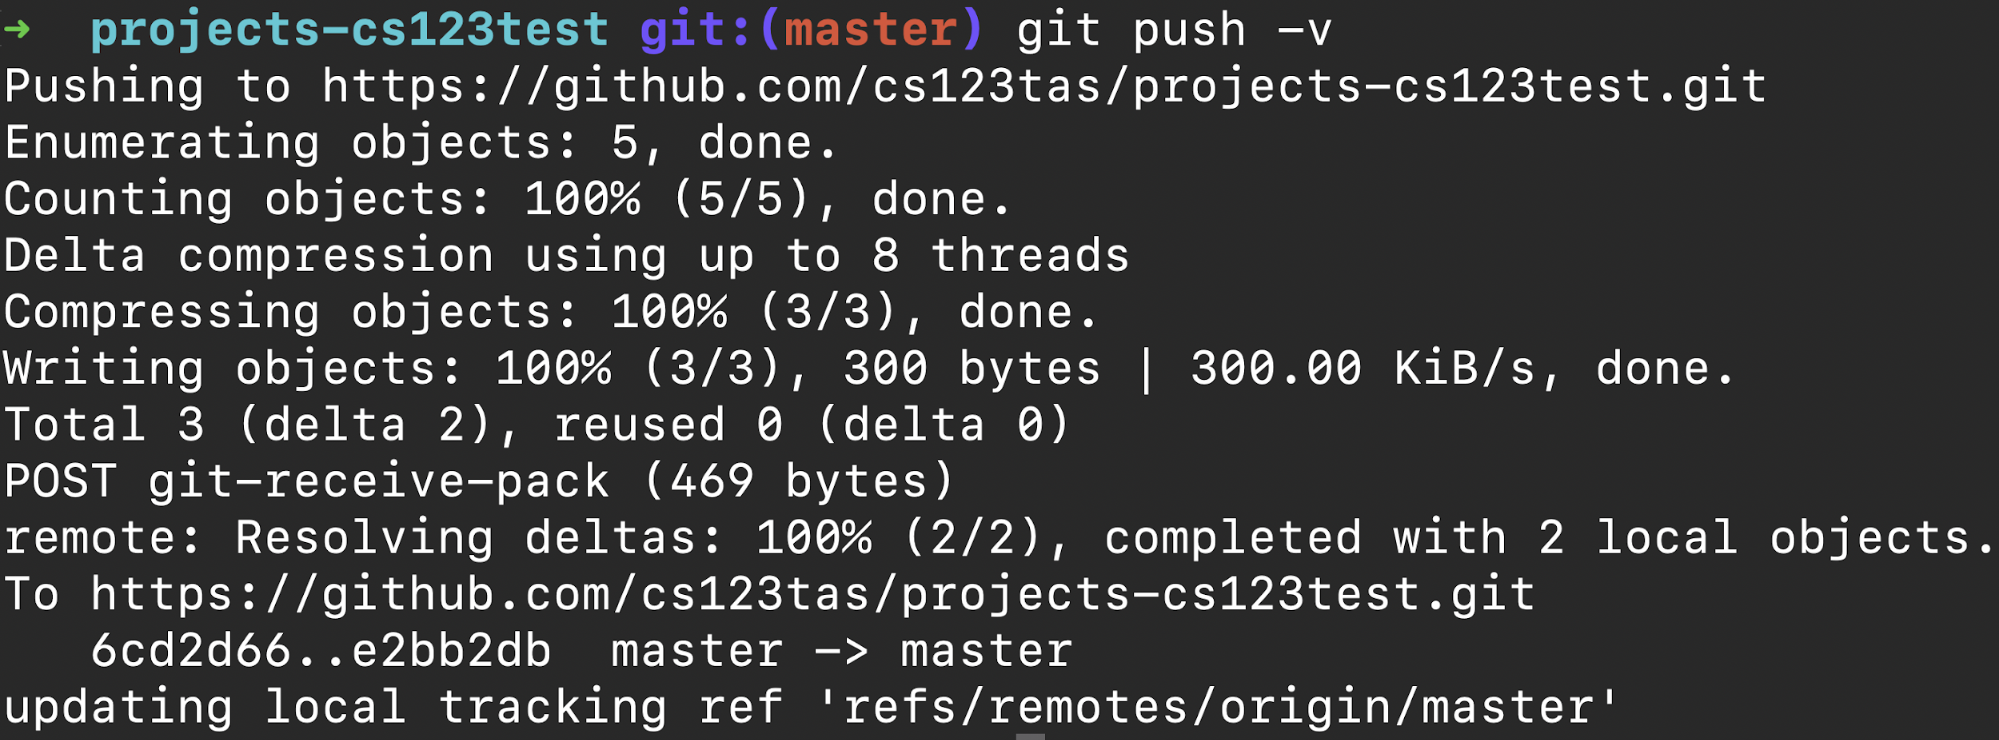 ➜  projects-cs123test git:(master) git push -v
Pushing to https://github.com/cs123tas/projects-cs123test.git
Enumerating objects: 5, done.
Counting objects: 100% (5/5), done.
Delta compression using up to 8 threads
Compressing objects: 100% (3/3), done.
Writing objects: 100% (3/3), 300 bytes | 300.00 KiB/s, done.
Total 3 (delta 2), reused 0 (delta 0)
POST git-receive-pack (469 bytes)
remote: Resolving deltas: 100% (2/2), completed with 2 local objects.
To https://github.com/cs123tas/projects-cs123test.git
   6cd2d66..e2bb2db  master -> master
updating local tracking ref 'refs/remotes/origin/master'